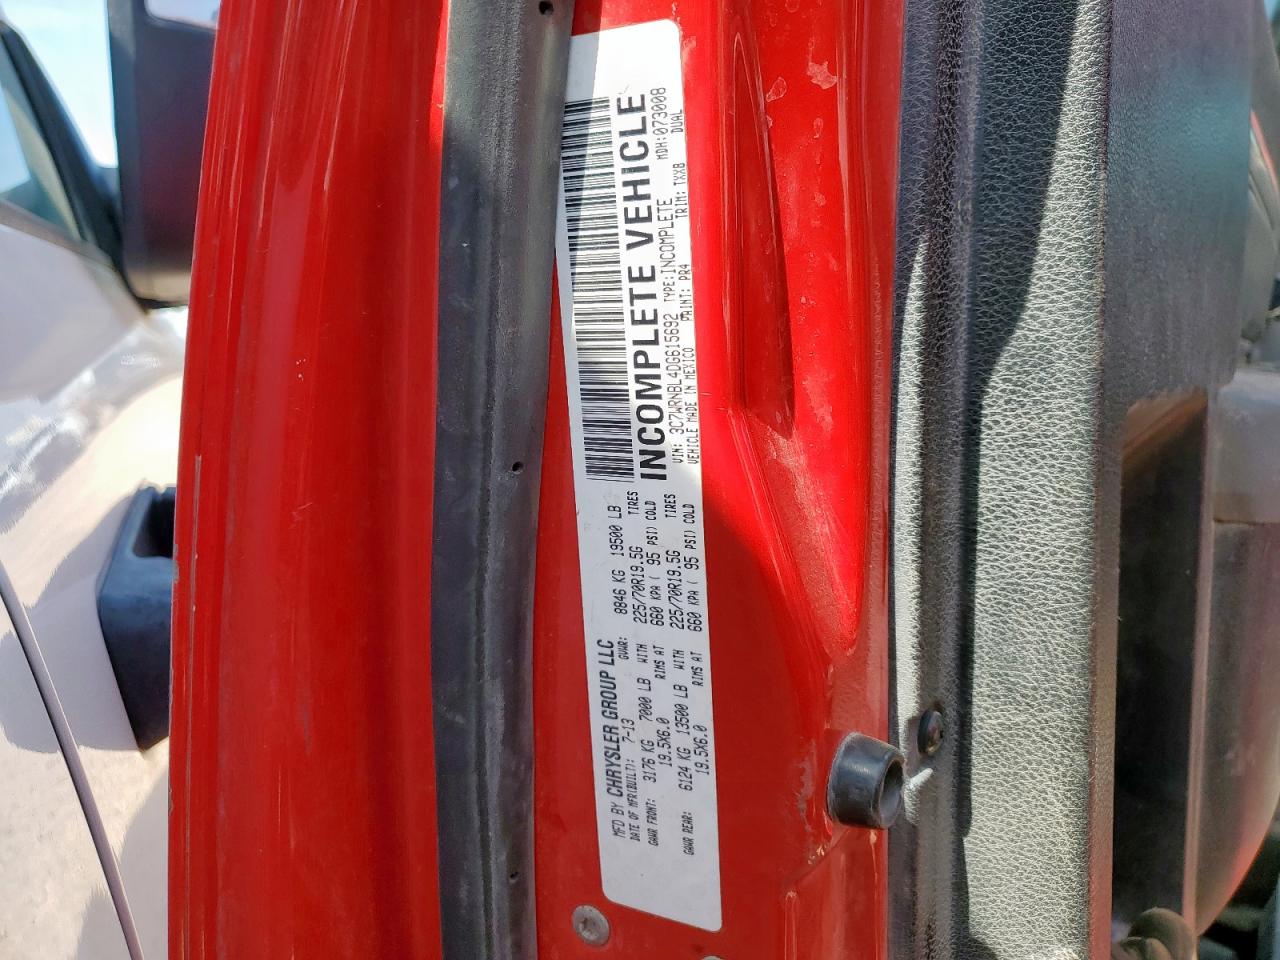 MFD BY CHRYSLER GROUP LLC
DATE OF MFR(BUILT): 7-13 GVWR: 8846 KG 19500 LB
GAWR FRONT: 3176 KG 7000 LB WITH 225/70R19.5G TIRES
19.5X6.0 RIMS AT 660 KPA ( 95 PSI) COLD
GAWR REAR: 6124 KG 13500 LB WITH 225/70R19.5G TIRES
19.5X6.0 RIMS AT 660 KPA ( 95 PSI) COLD
INCOMPLETE VEHICLE
VIN: 3C7WRNBL4DG615692 TYPE: INCOMPLETE MDH: 073008
VEHICLE MADE IN MEXICO PAINT: PR4 TRIM: TXXB DUAL